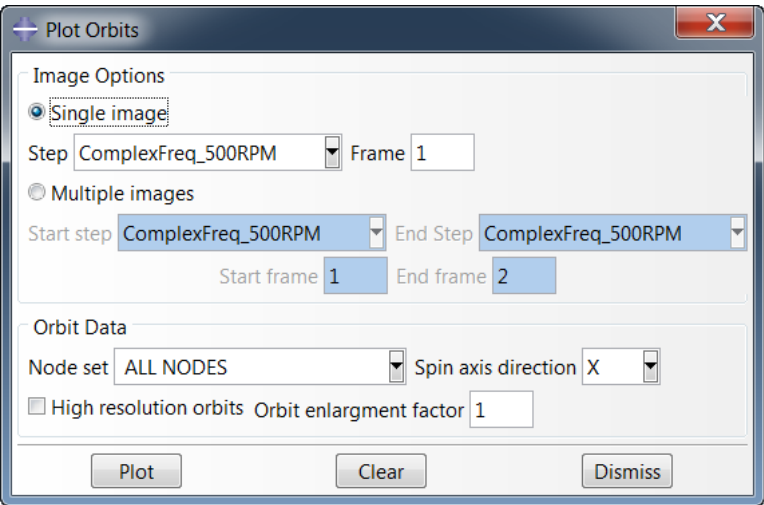 Plot Orbits
Image Options
Single image
Step ComplexFreq_500RPM Frame 1
Multiple images
Start step ComplexFreq_500RPM End Step ComplexFreq_500RPM
Start frame 1 End frame 2
Orbit Data
Node set ALL NODES Spin axis direction X
High resolution orbits Orbit enlargment factor 1
Plot Clear Dismiss